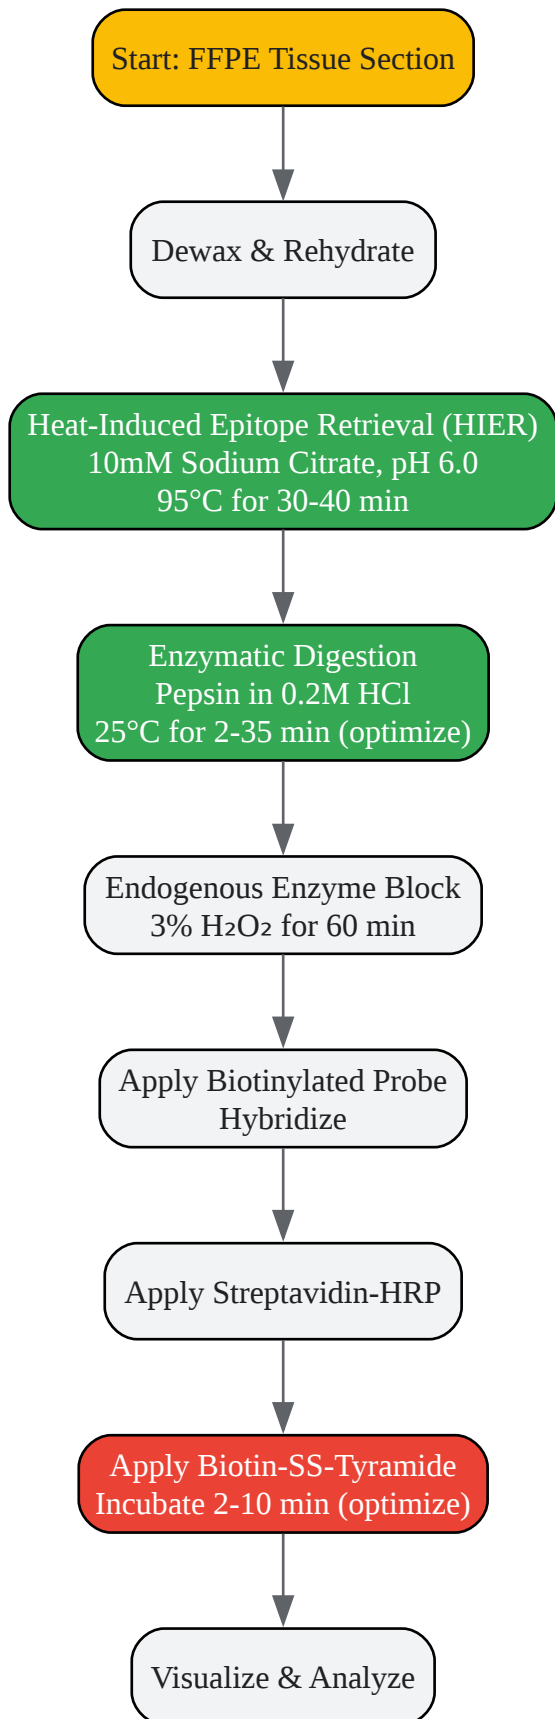 Start: FFPE Tissue Section
Dewax & Rehydrate
Heat-Induced Epitope Retrieval (HIER)
10mM Sodium Citrate, pH 6.0
95°C for 30-40 min
Enzymatic Digestion
Pepsin in 0.2M HCl
25°C for 2-35 min (optimize)
Endogenous Enzyme Block
3% H₂O₂ for 60 min
Apply Biotinylated Probe
Hybridize
Apply Streptavidin-HRP
Apply Biotin-SS-Tyramide
Incubate 2-10 min (optimize)
Visualize & Analyze